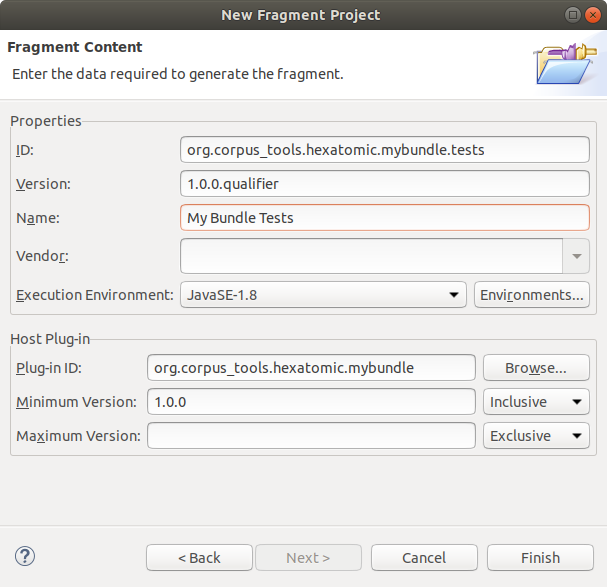 New Fragment Project
Fragment Content
Enter the data required to generate the fragment.
Properties
ID: org.corpus_tools.hexatomic.mybundle.tests
Version: 1.0.0.qualifier
Name: My Bundle Tests
Vendor:
Execution Environment: JavaSE-1.8 Environments...
Host Plug-in
Plug-in ID: org.corpus_tools.hexatomic.mybundle Browse...
Minimum Version: 1.0.0 Inclusive
Maximum Version: Exclusive
? < Back Next > Cancel Finish